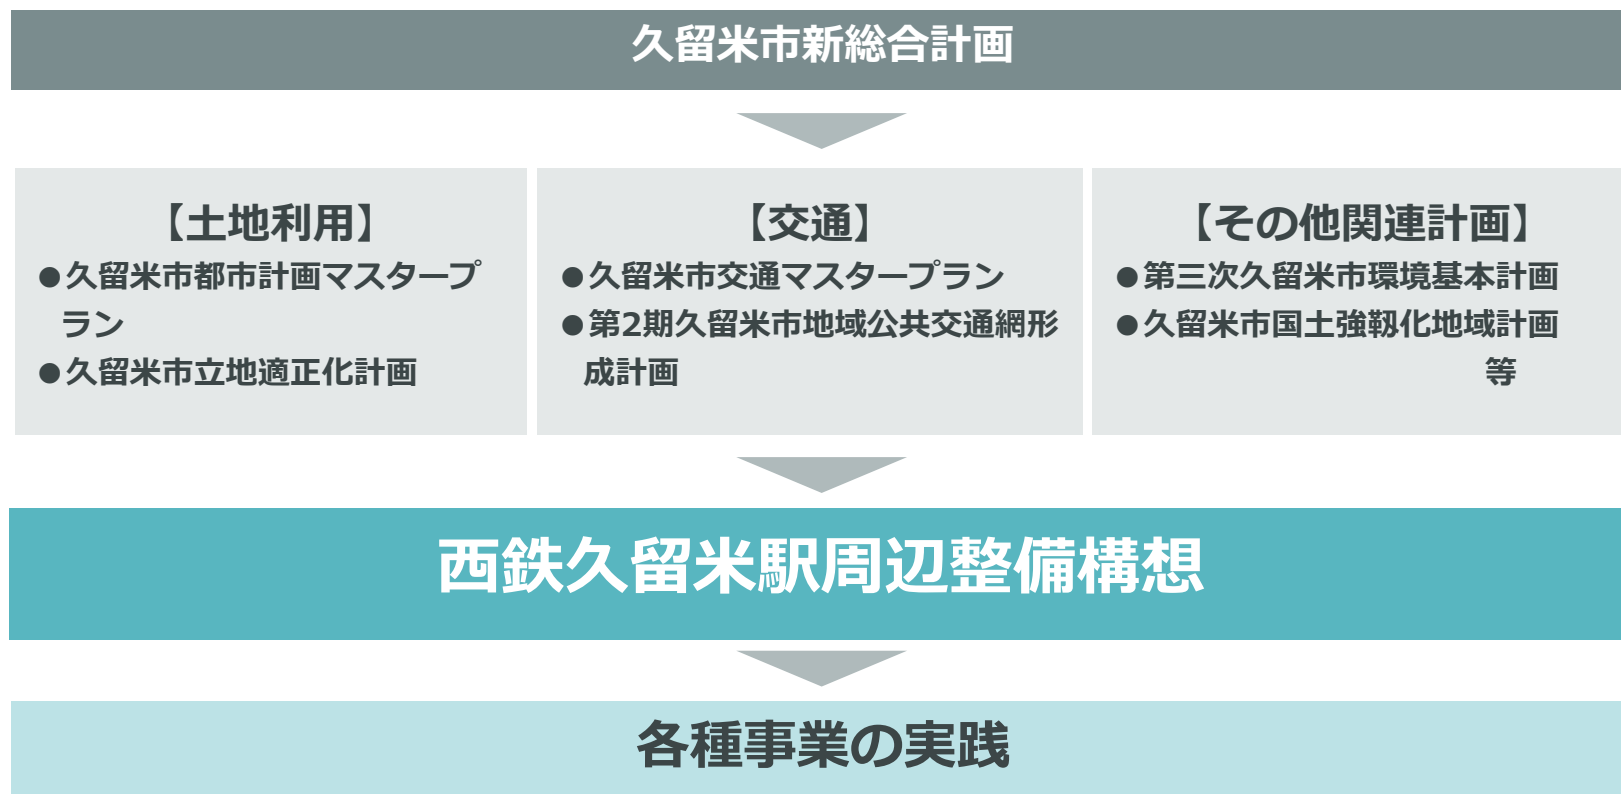 久留米市新総合計画
【土地利用】
●久留米市都市計画マスタープ
ラン
●久留米市立地適正化計画
【交通】
●久留米市交通マスタープラン
●第2期久留米市地域公共交通網形
成計画
【その他関連計画】
●第三次久留米市環境基本計画
●久留米市国土強靱化地域計画
等
西鉄久留米駅周辺整備構想
各種事業の実践